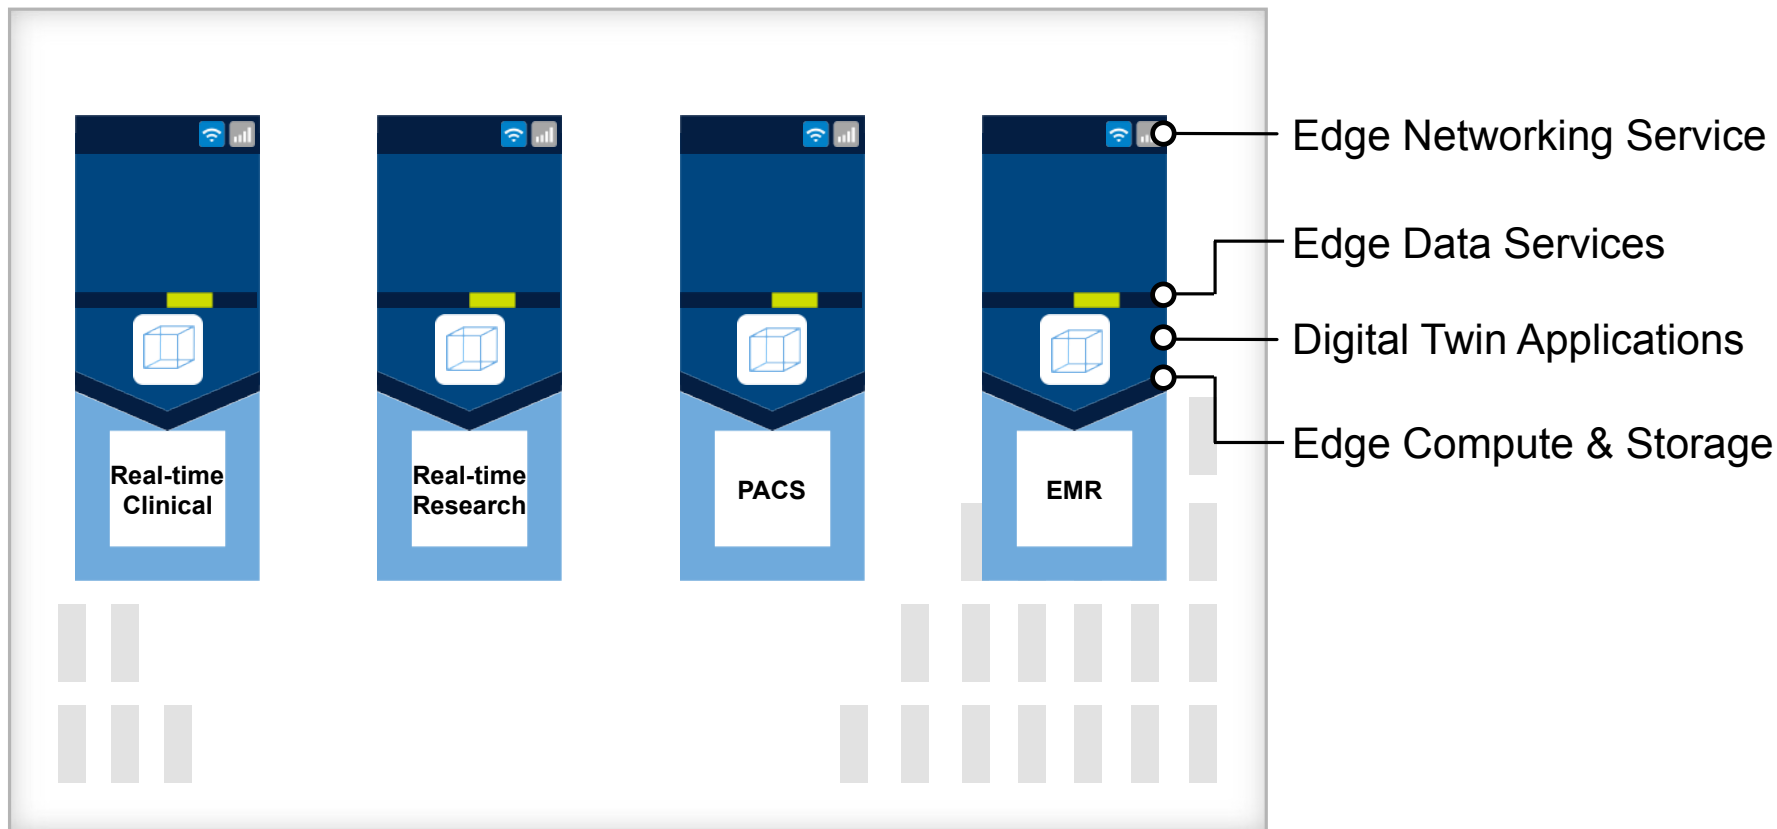 Edge Networking Service
Edge Data Services
Digital Twin Applications
Edge Compute & Storage
Real-time
Clinical
Real-time
Research
PACS
EMR